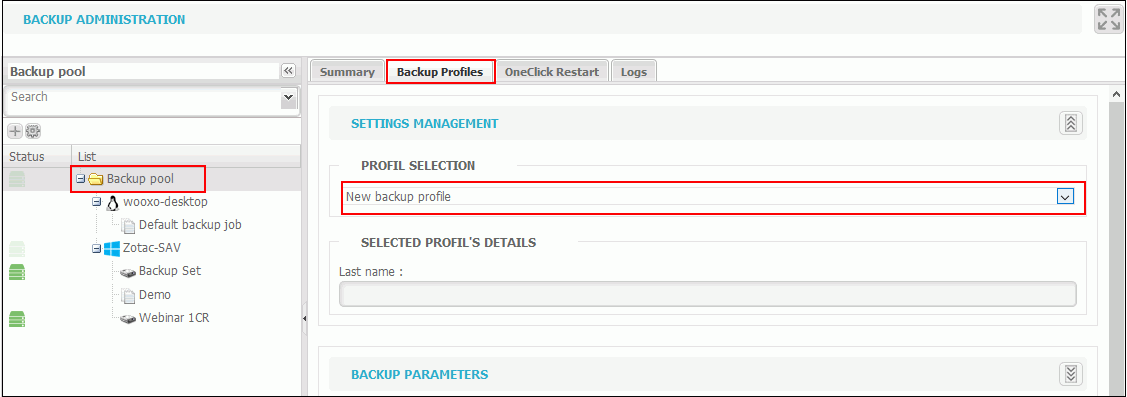 BACKUP ADMINISTRATION
Backup pool
Search
Status List
Backup pool
wooxo-desktop
Default backup job
Zotac-SAV
Backup Set
Demo
Webinar 1CR
Summary Backup Profiles OneClick Restart Logs
SETTINGS MANAGEMENT
PROFIL SELECTION
New backup profile
SELECTED PROFIL'S DETAILS
Last name :
BACKUP PARAMETERS